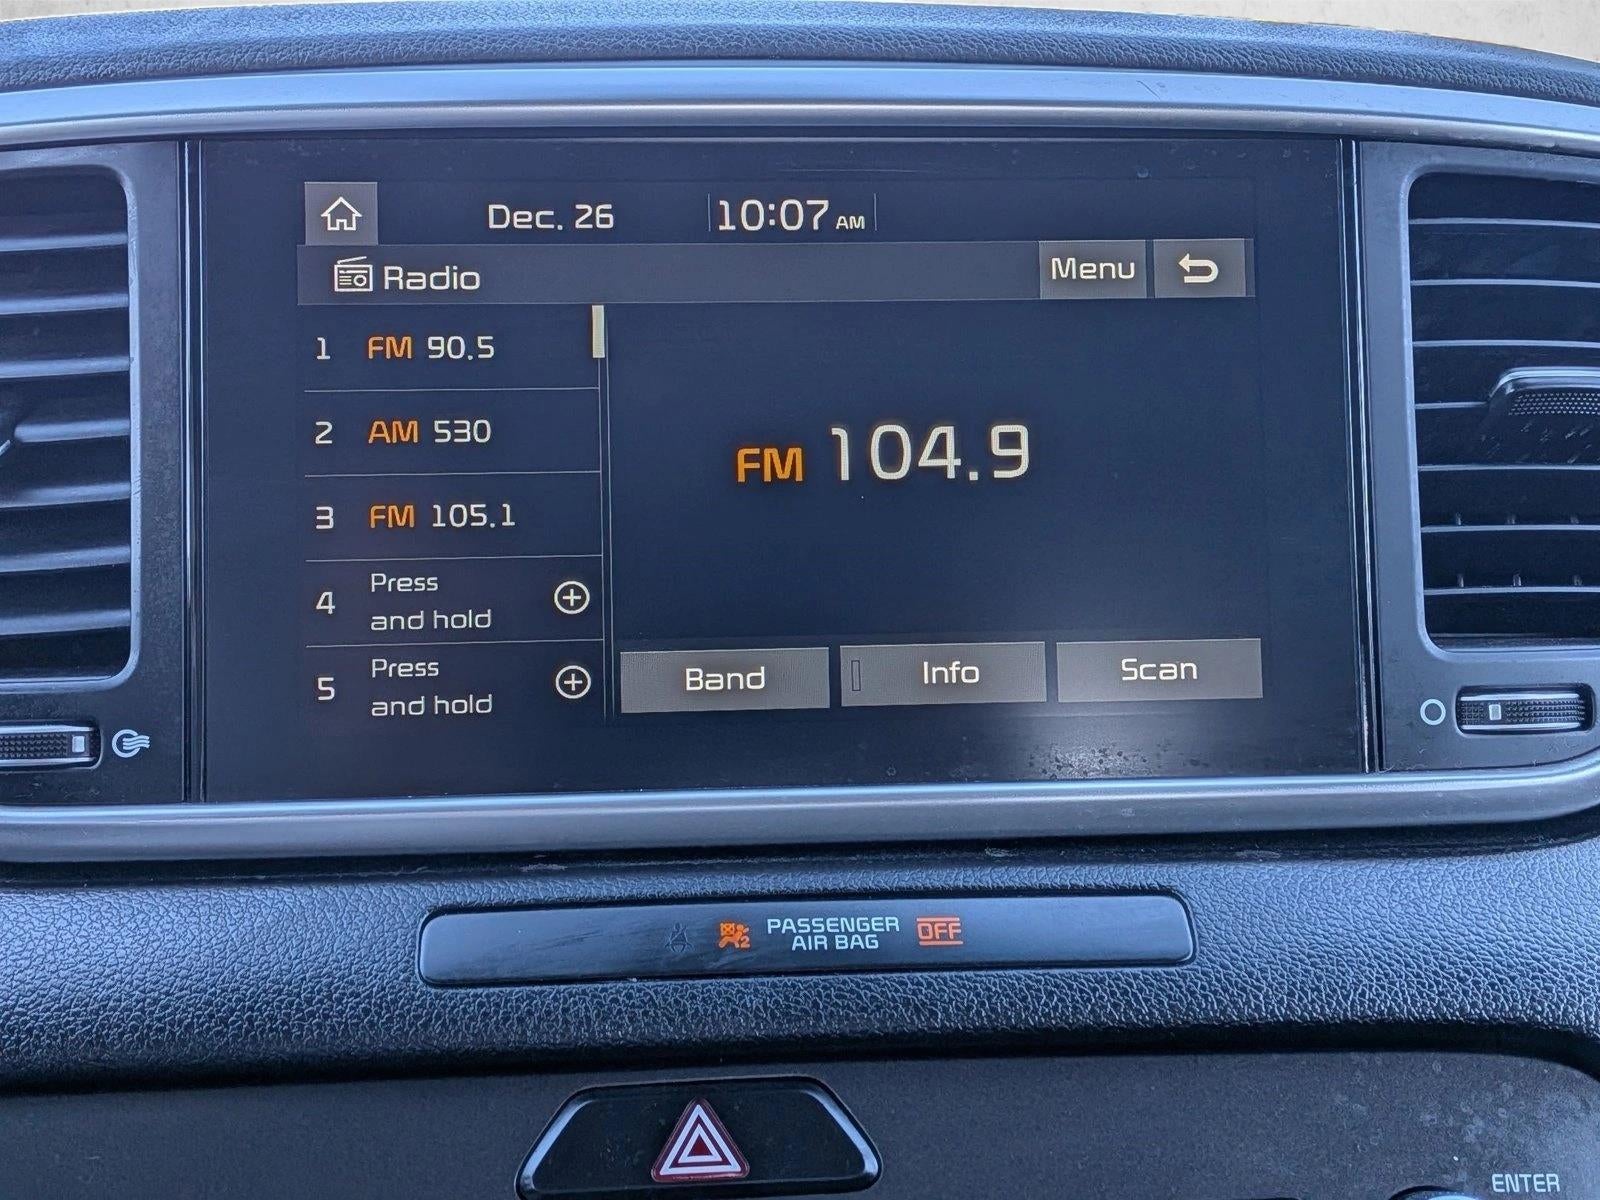 Dec. 26 10:07 AM
Radio Menu
1 FM 90.5
2 AM 530
3 FM 105.1
4 Press
and hold
5 Press
and hold
FM 104.9
Band Info Scan
2 PASSENGER
AIR BAG OFF
ENTER